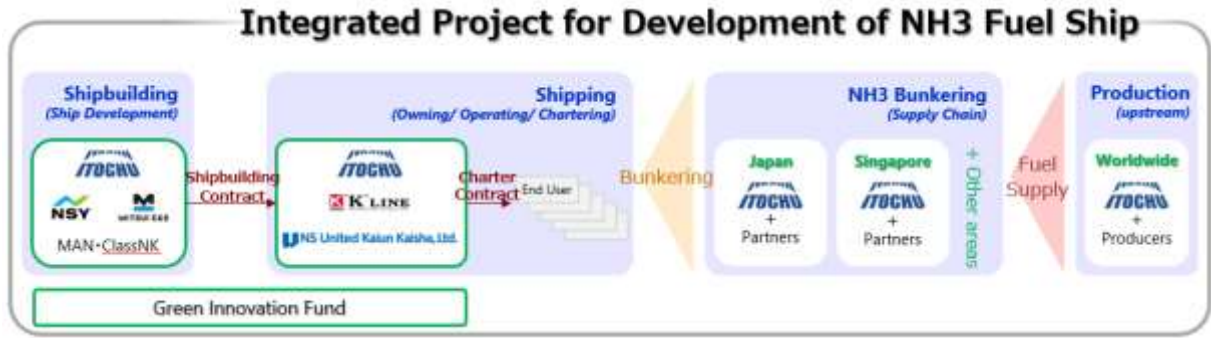 Integrated Project for Development of NH3 Fuel Ship
Shipbuilding
(Ship Development)
ITOCHU
NSY
MITSUI E&S
MAN・ClassNK
Shipbuilding
Contract
Shipping
(Owning/ Operating/ Chartering)
ITOCHU
K "K" LINE
NS United Kaiun Kaisha, Ltd.
Charter
Contract
End User
Bunkering
NH3 Bunkering
(Supply Chain)
Japan
ITOCHU
+
Partners
Singapore
ITOCHU
+
Partners
+ Other areas
Fuel
Supply
Production
(upstream)
Worldwide
ITOCHU
+
Producers
Green Innovation Fund